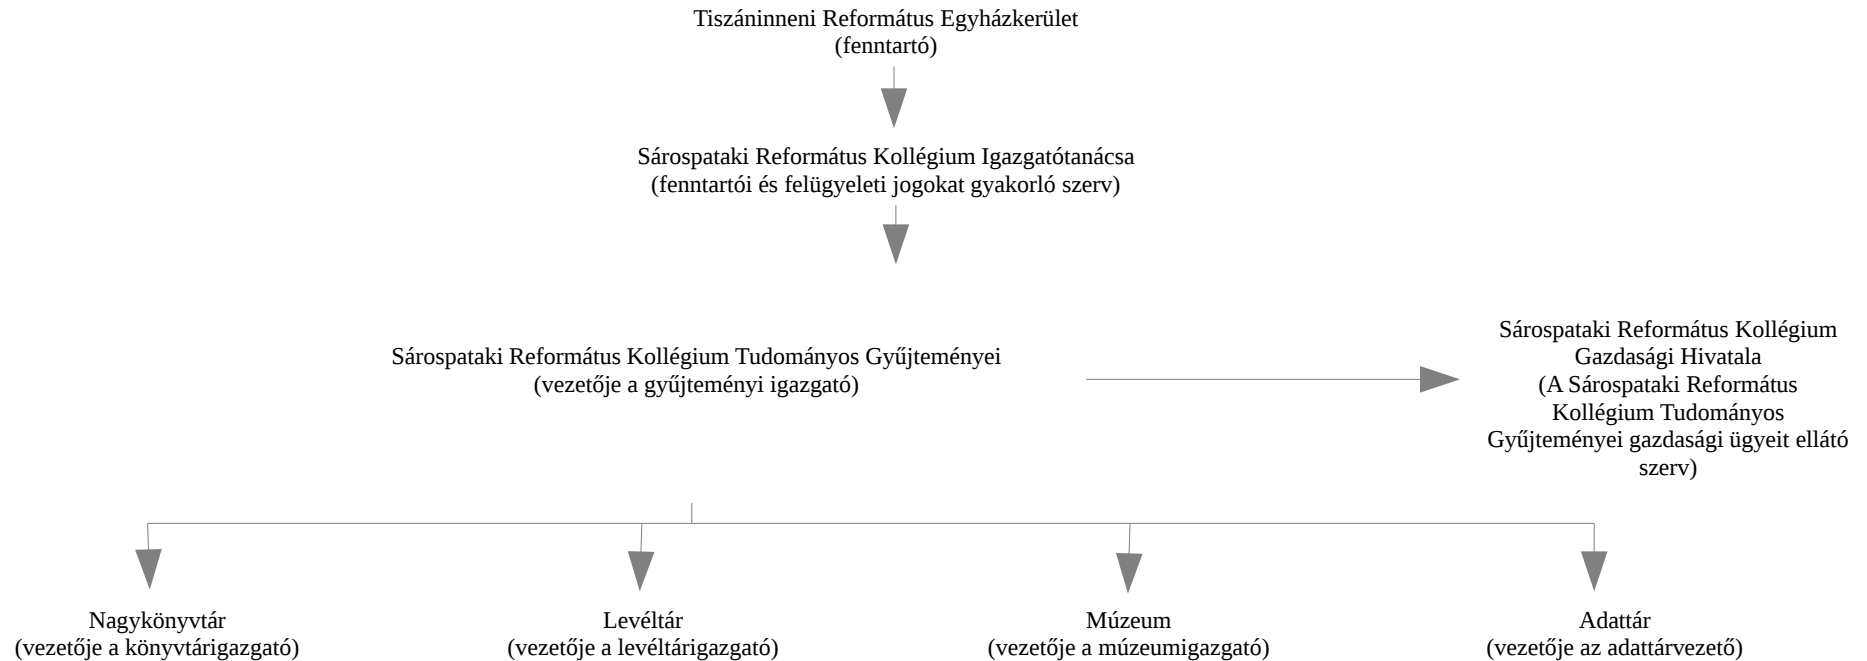 Tiszáninneni Református Egyházkerület
(fenntartó)
Sárospataki Református Kollégium Igazgatótanácsa
(fenntartói és felügyeleti jogokat gyakorló szerv)
Sárospataki Református Kollégium Tudományos Gyűjteményei
(vezetője a gyűjteményi igazgató)
Sárospataki Református Kollégium
Gazdasági Hivatala
(A Sárospataki Református
Kollégium Tudományos
Gyűjteményei gazdasági ügyeit ellátó
szerv)
Nagykönyvtár
(vezetője a könyvtárigazgató)
Levéltár
(vezetője a levéltárigazgató)
Múzeum
(vezetője a múzeumigazgató)
Adattár
(vezetője az adattárvezető)